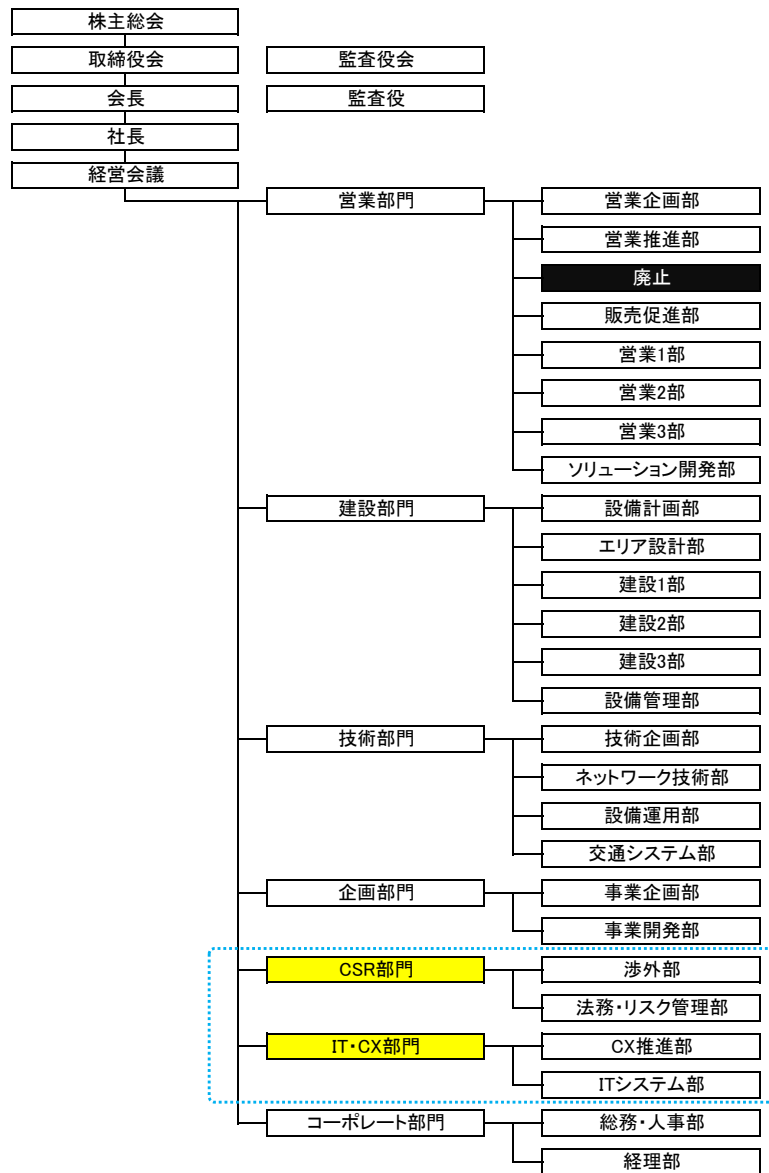 株主総会
取締役会
監査役会
会長
監査役
社長
経営会議
営業部門
営業企画部
営業推進部
廃止
販売促進部
営業1部
営業2部
営業3部
ソリューション開発部
建設部門
設備計画部
エリア設計部
建設1部
建設2部
建設3部
設備管理部
技術部門
技術企画部
ネットワーク技術部
設備運用部
交通システム部
企画部門
事業企画部
事業開発部
CSR部門
渉外部
法務・リスク管理部
IT・CX部門
CX推進部
ITシステム部
コーポレート部門
総務・人事部
経理部